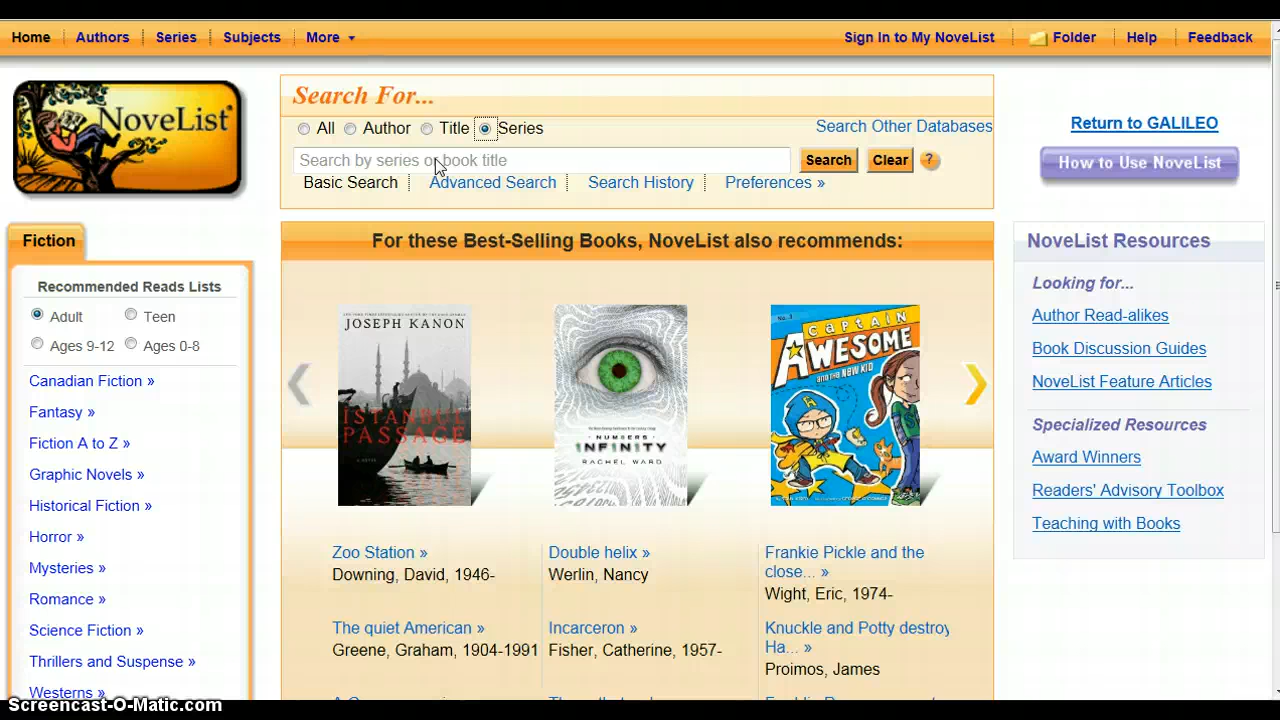 Home Authors Series Subjects More Sign In to My NoveList Folder Help Feedback
NoveList®
Search For...
All Author Title Series
Search Other Databases
Search by series or book title
Search Clear ?
Basic Search Advanced Search Search History Preferences »
Return to GALILEO
How to Use NoveList
Fiction
Recommended Reads Lists
Adult Teen
Ages 9-12 Ages 0-8
Canadian Fiction »
Fantasy »
Fiction A to Z »
Graphic Novels »
Historical Fiction »
Horror »
Mysteries »
Romance »
Science Fiction »
Thrillers and Suspense »
Westerns »
For these Best-Selling Books, NoveList also recommends:
JOSEPH KANON
ISTANBUL
PASSAGE
NUMBERS
INFINITY
RACHEL WARD
No. 1
CAPTAIN
AWESOME
AND THE NEW KID
Zoo Station »
Downing, David, 1946-
The quiet American »
Greene, Graham, 1904-1991
Double helix »
Werlin, Nancy
Incarceron »
Fisher, Catherine, 1957-
Frankie Pickle and the
close... »
Wight, Eric, 1974-
Knuckle and Potty destroy
Ha... »
Proimos, James
NoveList Resources
Looking for...
Author Read-alikes
Book Discussion Guides
NoveList Feature Articles
Specialized Resources
Award Winners
Readers' Advisory Toolbox
Teaching with Books
Screencast-O-Matic.com